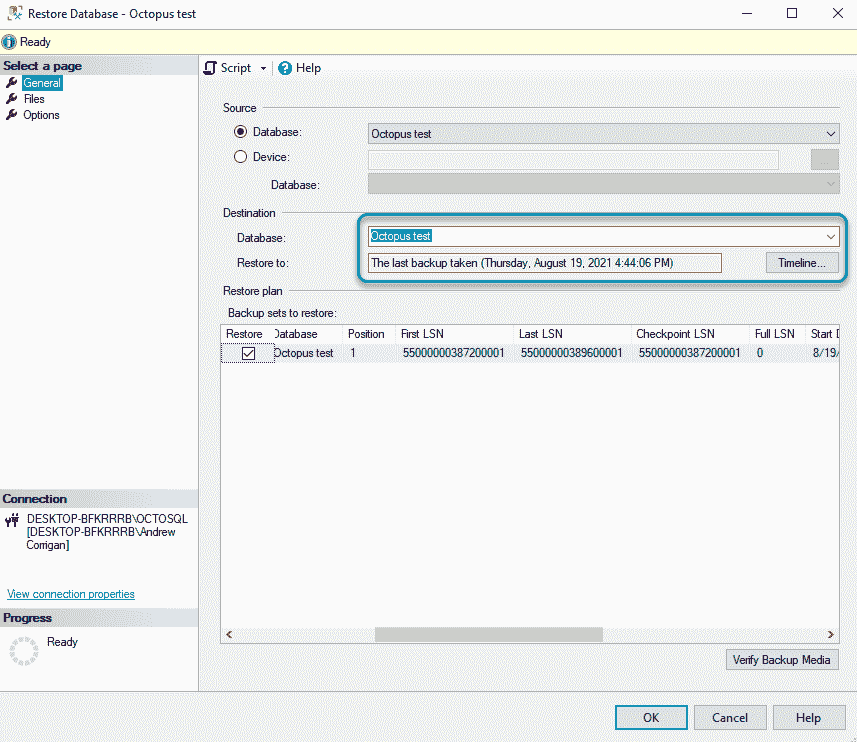 Restore Database - Octopus test
Ready
Select a page
General
Files
Options
Script
Help
Source
Database:
Octopus test
Device:
...
Database:
Destination
Database:
Octopus test
Restore to:
The last backup taken (Thursday, August 19, 2021 4:44:06 PM)
Timeline...
Restore plan
Backup sets to restore:
Restore Database Position First LSN Last LSN Checkpoint LSN Full LSN Start
Octopus test 1 55000000387200001 55000000389600001 55000000387200001 0 8/19/
Connection
DESKTOP-BFKRRRB\OCTOSQL
[DESKTOP-BFKRRRB\Andrew
Corrigan]
View connection properties
Progress
Ready
Verify Backup Media
OK Cancel Help